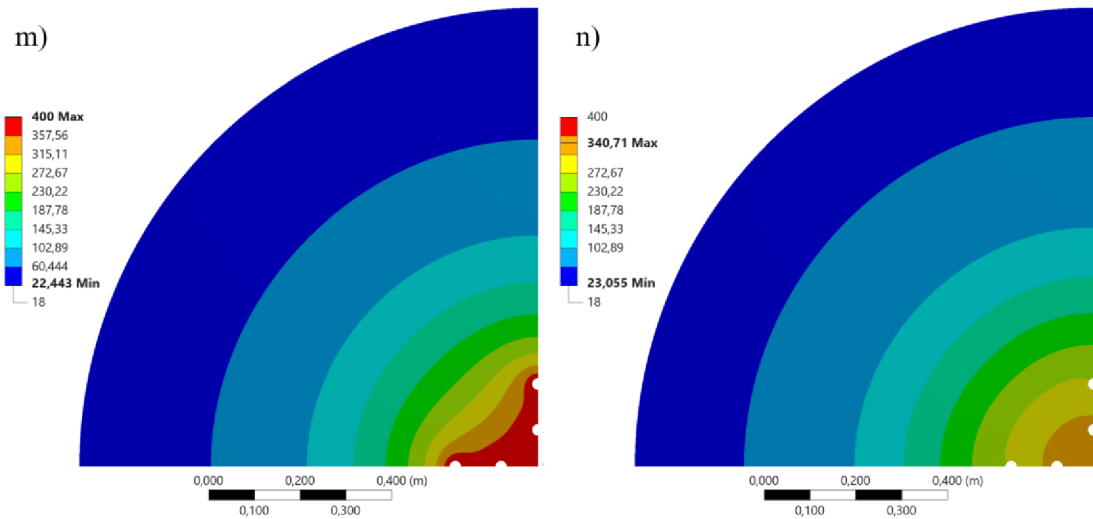 m)
400 Max
357,56
315,11
272,67
230,22
187,78
145,33
102,89
60,444
22,443 Min
18
0,000 0,200 0,400 (m)
0,100 0,300
n)
400
340,71 Max
272,67
230,22
187,78
145,33
102,89
23,055 Min
18
0,000 0,200 0,400 (m)
0,100 0,300